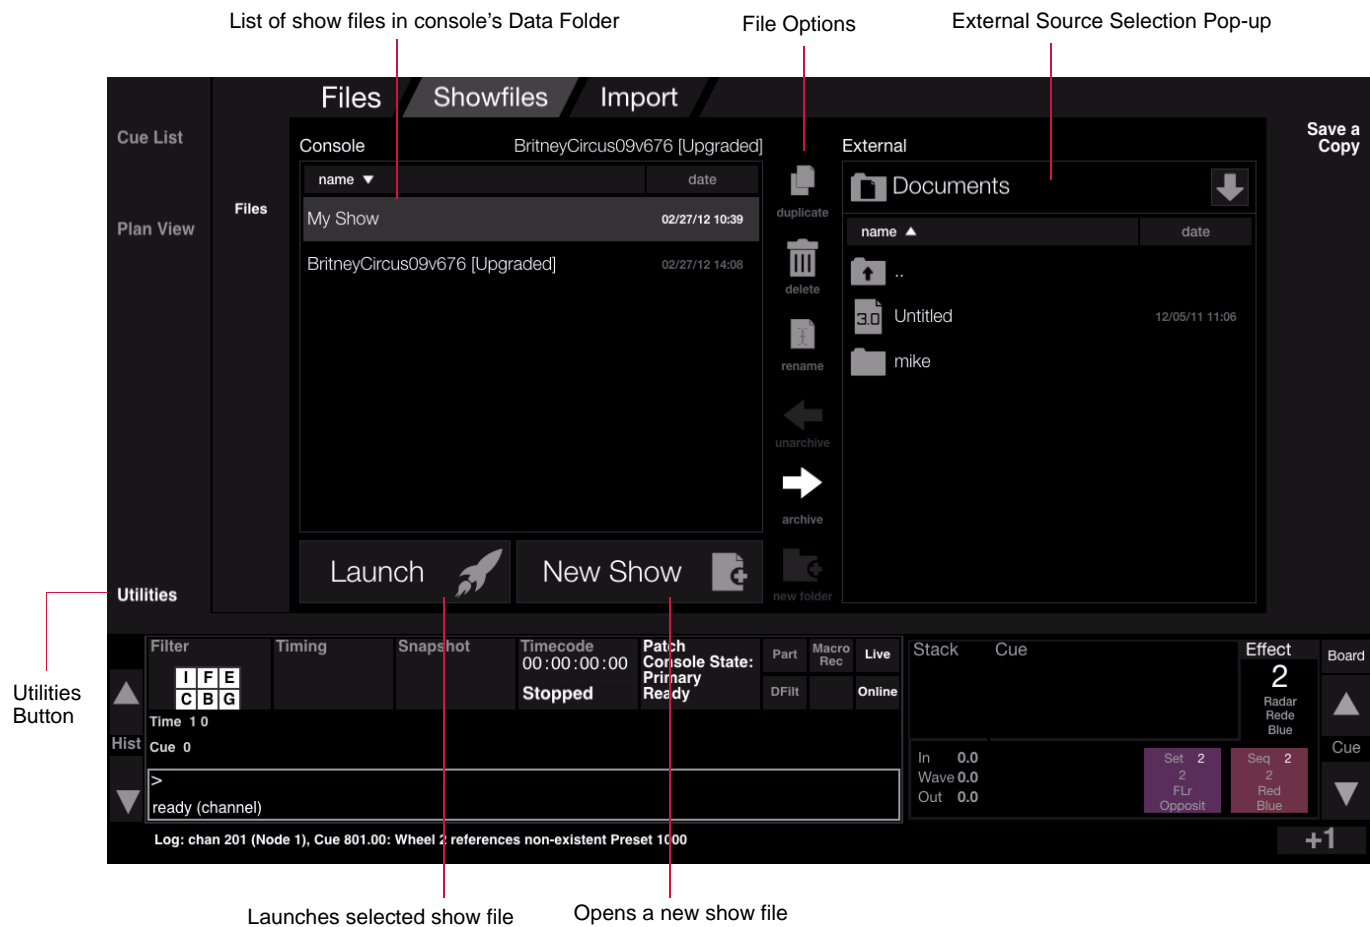 List of show files in console's Data Folder
File Options
External Source Selection Pop-up
Files
Showfiles
Import
Cue List
Plan View
Utilities
Files
Save a
Copy
Console
BritneyCircus09v676 [Upgraded]
name
date
My Show
02/27/12 10:39
BritneyCircus09v676 [Upgraded]
02/27/12 14:08
Launch
New Show
duplicate
delete
rename
unarchive
archive
new folder
External
Documents
name
date
..
3.0
Untitled
12/05/11 11:06
mike
Utilities
Button
Filter
I F E
C B G
Timing
Snapshot
Timecode
00:00:00:00
Stopped
Patch
Console State:
Primary
Ready
Part
Macro
Rec
Live
DFilt
Online
Time 1 0
Hist
Cue 0
>
ready (channel)
Log: chan 201 (Node 1), Cue 801.00: Wheel 2 references non-existent Preset 1000
Stack
Cue
Effect
2
Radar
Rede
Blue
In 0.0
Wave 0.0
Out 0.0
Set 2
2
FLr
Opposit
Seq 2
2
Red
Blue
Board
Cue
+1
Launches selected show file
Opens a new show file